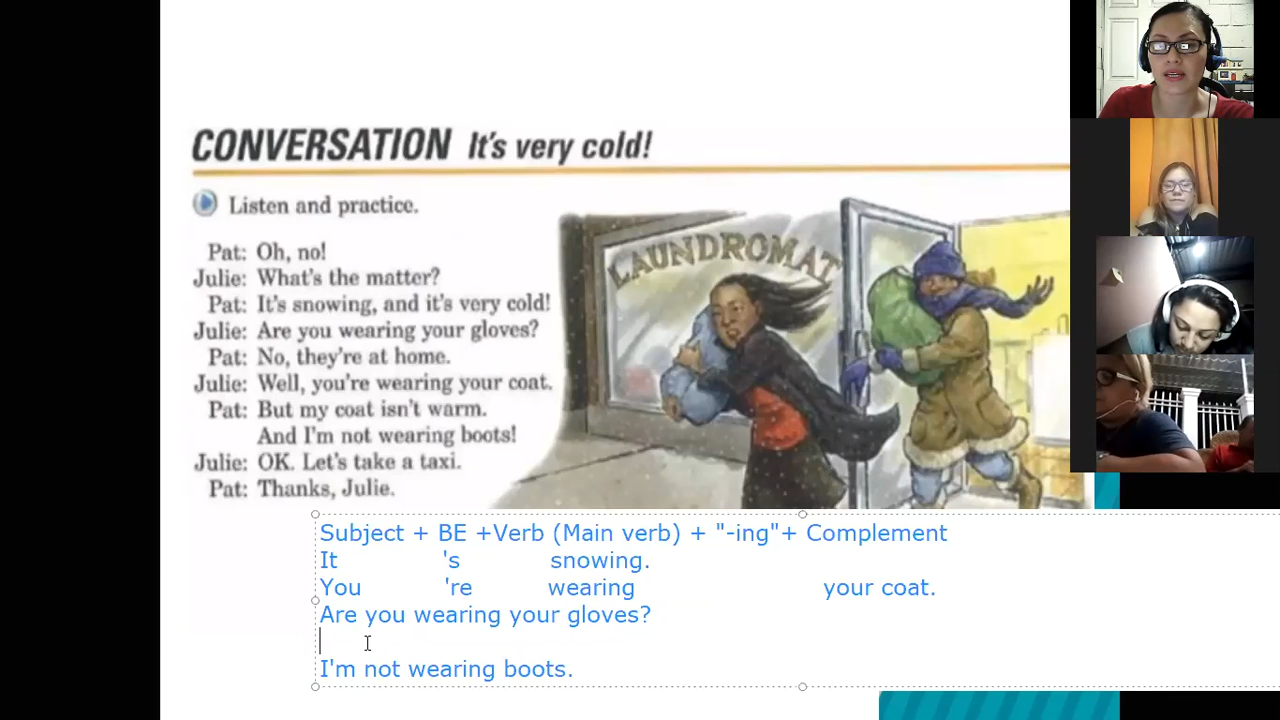 CONVERSATION It's very cold!
Listen and practice.
Pat: Oh, no!
Julie: What's the matter?
Pat: It's snowing, and it's very cold!
Julie: Are you wearing your gloves?
Pat: No, they're at home.
Julie: Well, you're wearing your coat.
Pat: But my coat isn't warm.
And I'm not wearing boots!
Julie: OK. Let's take a taxi.
Pat: Thanks, Julie.
LAUNDROMAT
Subject + BE +Verb (Main verb) + "-ing"+ Complement
It 's snowing.
You 're wearing your coat.
Are you wearing your gloves?
I'm not wearing boots.